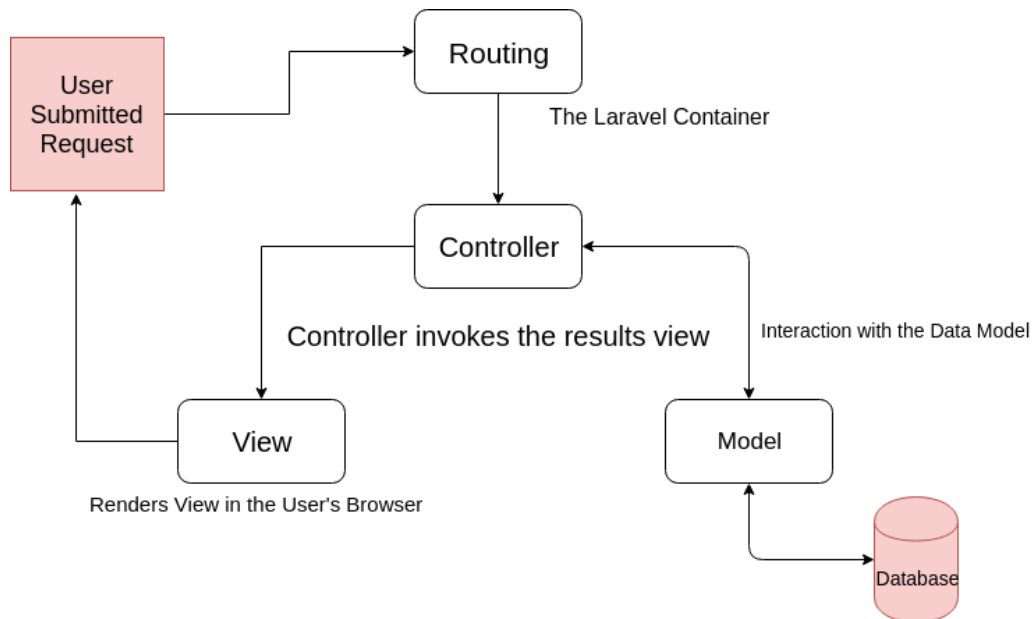 Routing
User
Submitted
Request
The Laravel Container
Controller
Controller invokes the results view
Interaction with the Data Model
View
Model
Renders View in the User's Browser
Database